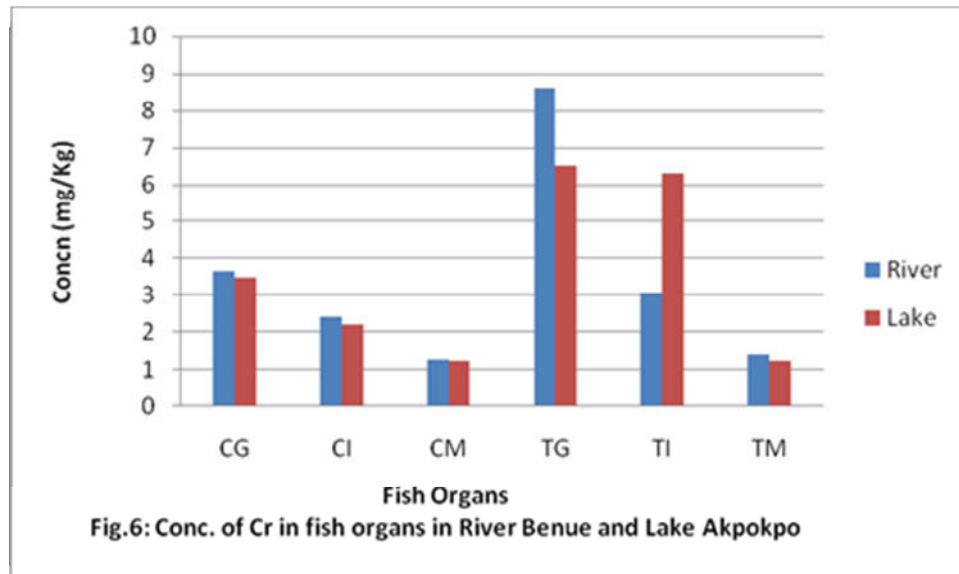 10
9
8
7
6
5
4
3
2
1
0
Concn (mg/Kg)
CG CI CM TG TI TM
River
Lake
Fish Organs
Fig.6: Conc. of Cr in fish organs in River Benue and Lake Akpokpo